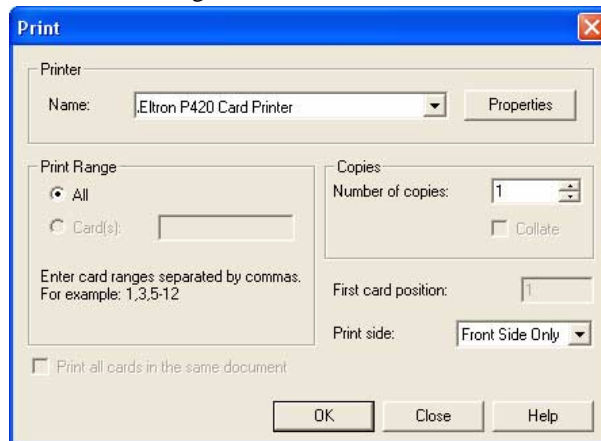 Print
Printer
Name: .Eltron P420 Card Printer Properties
Print Range
All
Card(s):
Enter card ranges separated by commas.
For example: 1,3,5-12
Copies
Number of copies: 1
Collate
First card position: 1
Print side: Front Side Only
Print all cards in the same document
OK Close Help